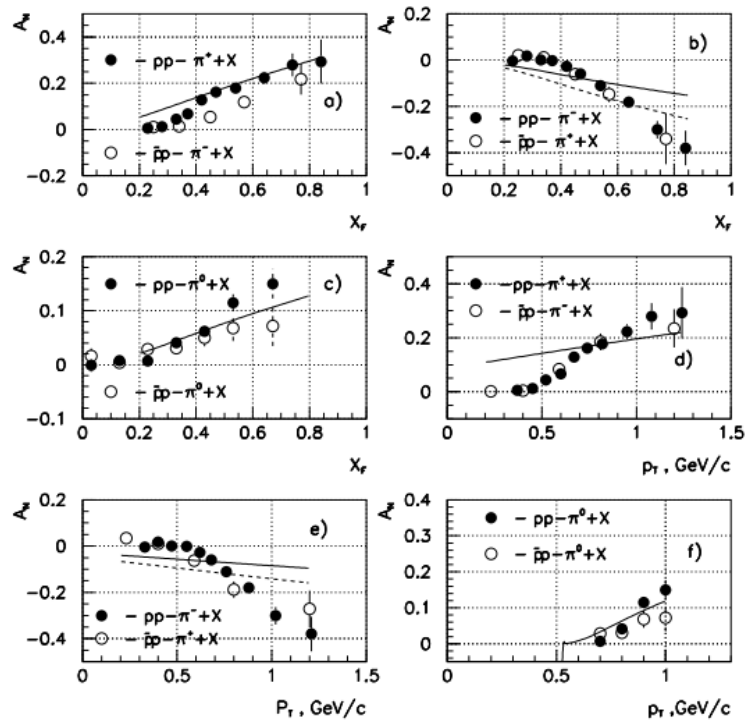 A_N
0.4
0.2
0
-0.2
● - pp - π⁺+X
a)
○ - p̄p - π⁻+X
0 0.2 0.4 0.6 0.8 1
X_F
A_N
0.2
0
-0.2
-0.4
b)
● - pp - π⁻+X
○ - p̄p - π⁺+X
0 0.2 0.4 0.6 0.8 1
X_F
A_N
0.2
0.1
0
-0.1
● - pp - π⁰+X
c)
○ - p̄p - π⁰+X
0 0.2 0.4 0.6 0.8 1
X_F
A_N
0.4
0.2
0
● - pp - π⁺+X
○ - p̄p - π⁻+X
d)
0 0.5 1 1.5
p_T , GeV/c
A_N
0.2
0
-0.2
-0.4
e)
● - pp - π⁻+X
○ - p̄p - π⁺+X
0 0.5 1 1.5
P_T , GeV/c
A_N
0.4
0.3
0.2
0.1
0
● - pp - π⁰+X
○ - p̄p - π⁰+X
f)
0 0.5 1
p_T , GeV/c